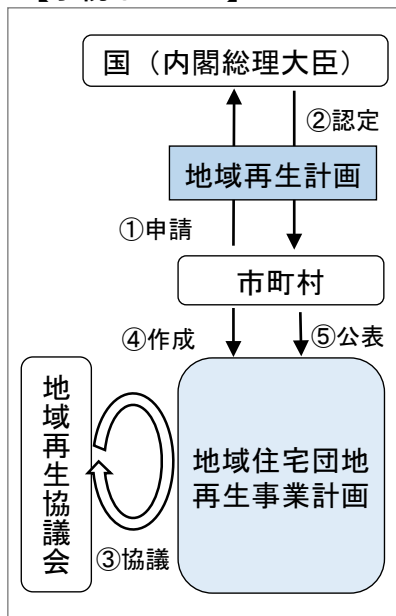 国（内閣総理大臣）
②認定
地域再生計画
①申請
市町村
④作成
⑤公表
地域再生協議会
地域住宅団地
再生事業計画
③協議